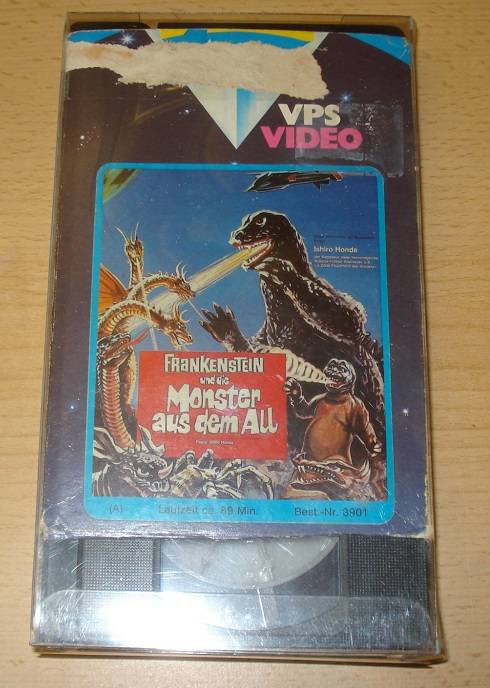 VPS
VIDEO
Ishiro Honda
FRANKENSTEIN
und die
Monster
aus dem All
(A) Laufzeit ca. 89 Min. Best.-Nr. 3901